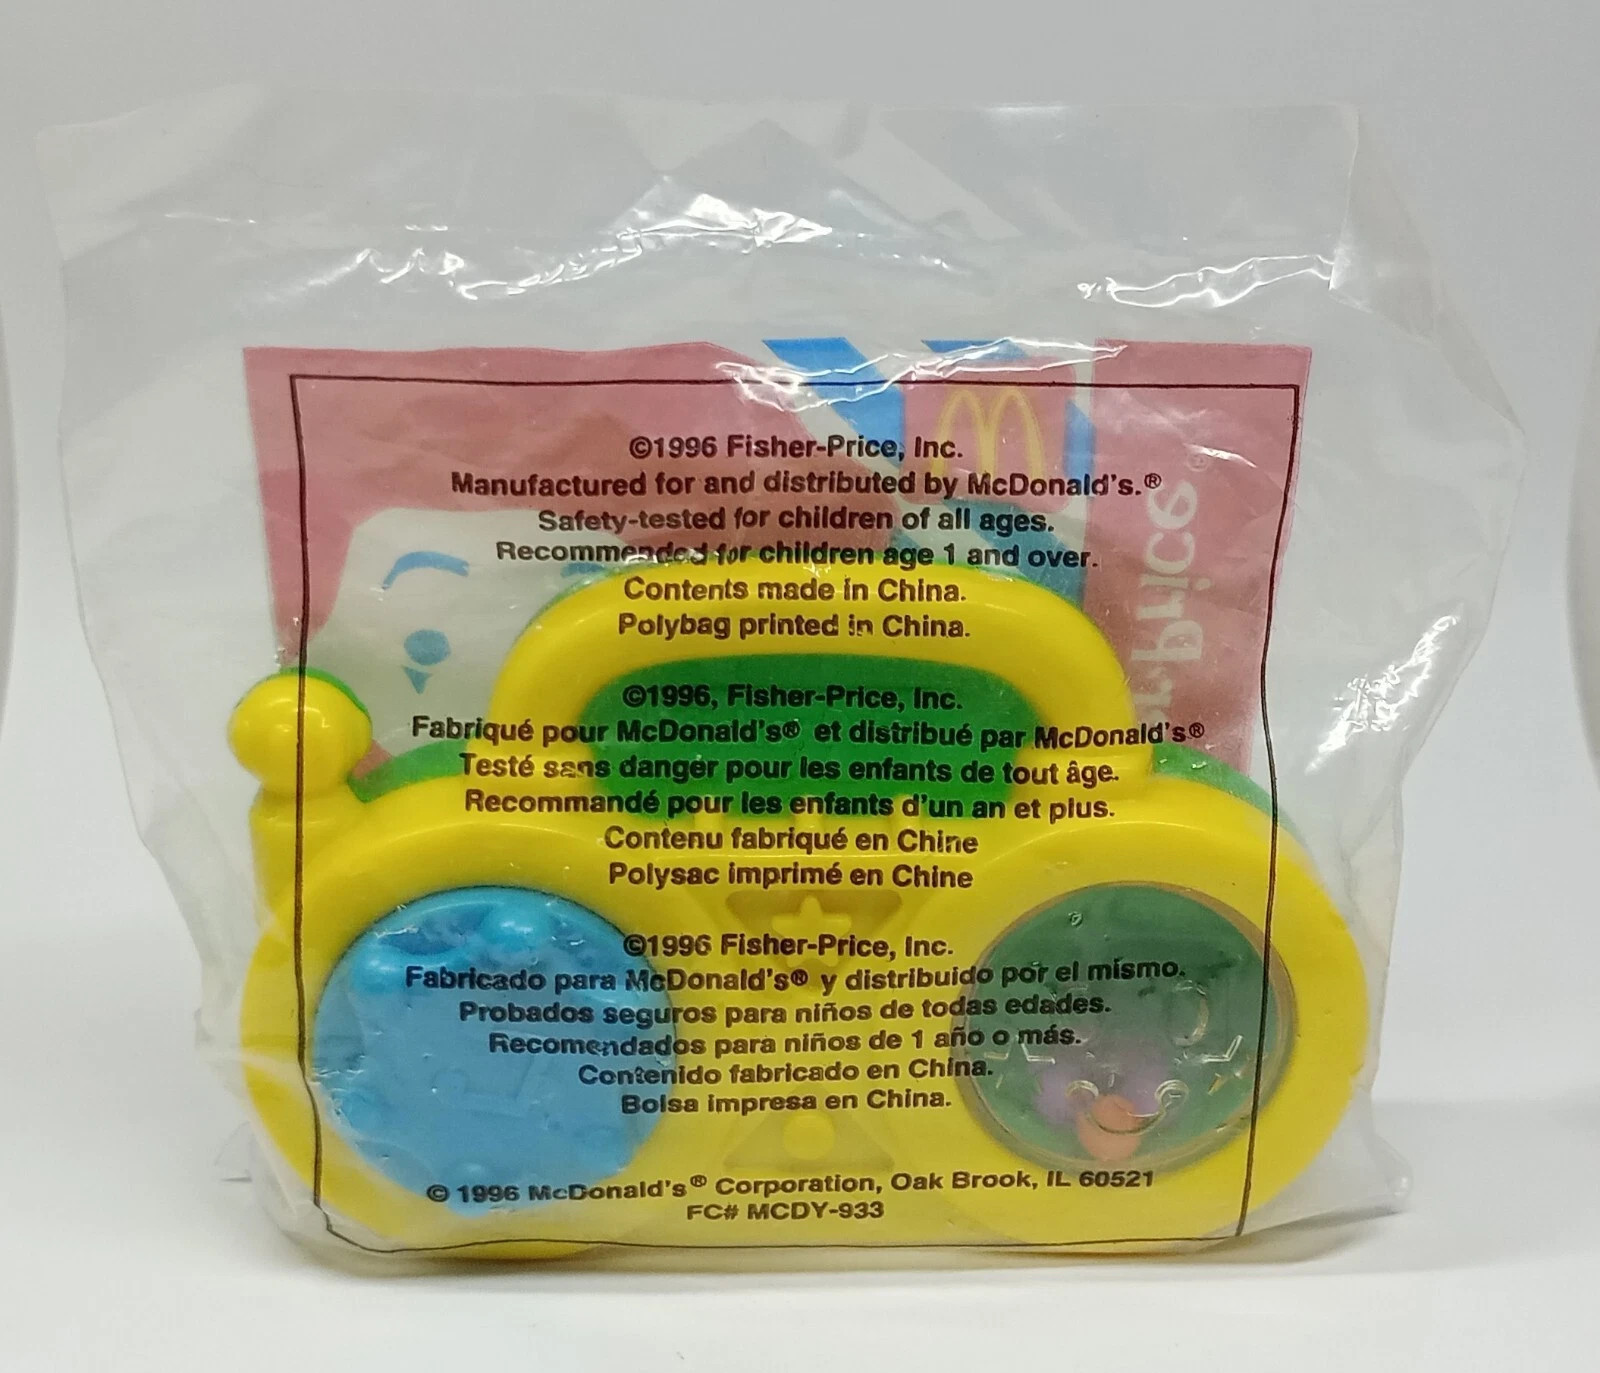 ©1996 Fisher-Price, Inc.
Manufactured for and distributed by McDonald's.®
Safety-tested for children of all ages.
Recommended for children age 1 and over.
Contents made in China.
Polybag printed in China.
©1996, Fisher-Price, Inc.
Fabriqué pour McDonald's® et distribué par McDonald's®
Testé sans danger pour les enfants de tout âge.
Recommandé pour les enfants d'un an et plus.
Contenu fabriqué en Chine
Polysac imprimé en Chine
©1996 Fisher-Price, Inc.
Fabricado para McDonald's® y distribuido por el mismo.
Probados seguros para niños de todas edades.
Recomendados para niños de 1 año o más.
Contenido fabricado en China.
Bolsa impresa en China.
© 1996 McDonald's® Corporation, Oak Brook, IL 60521
FC# MCDY-933